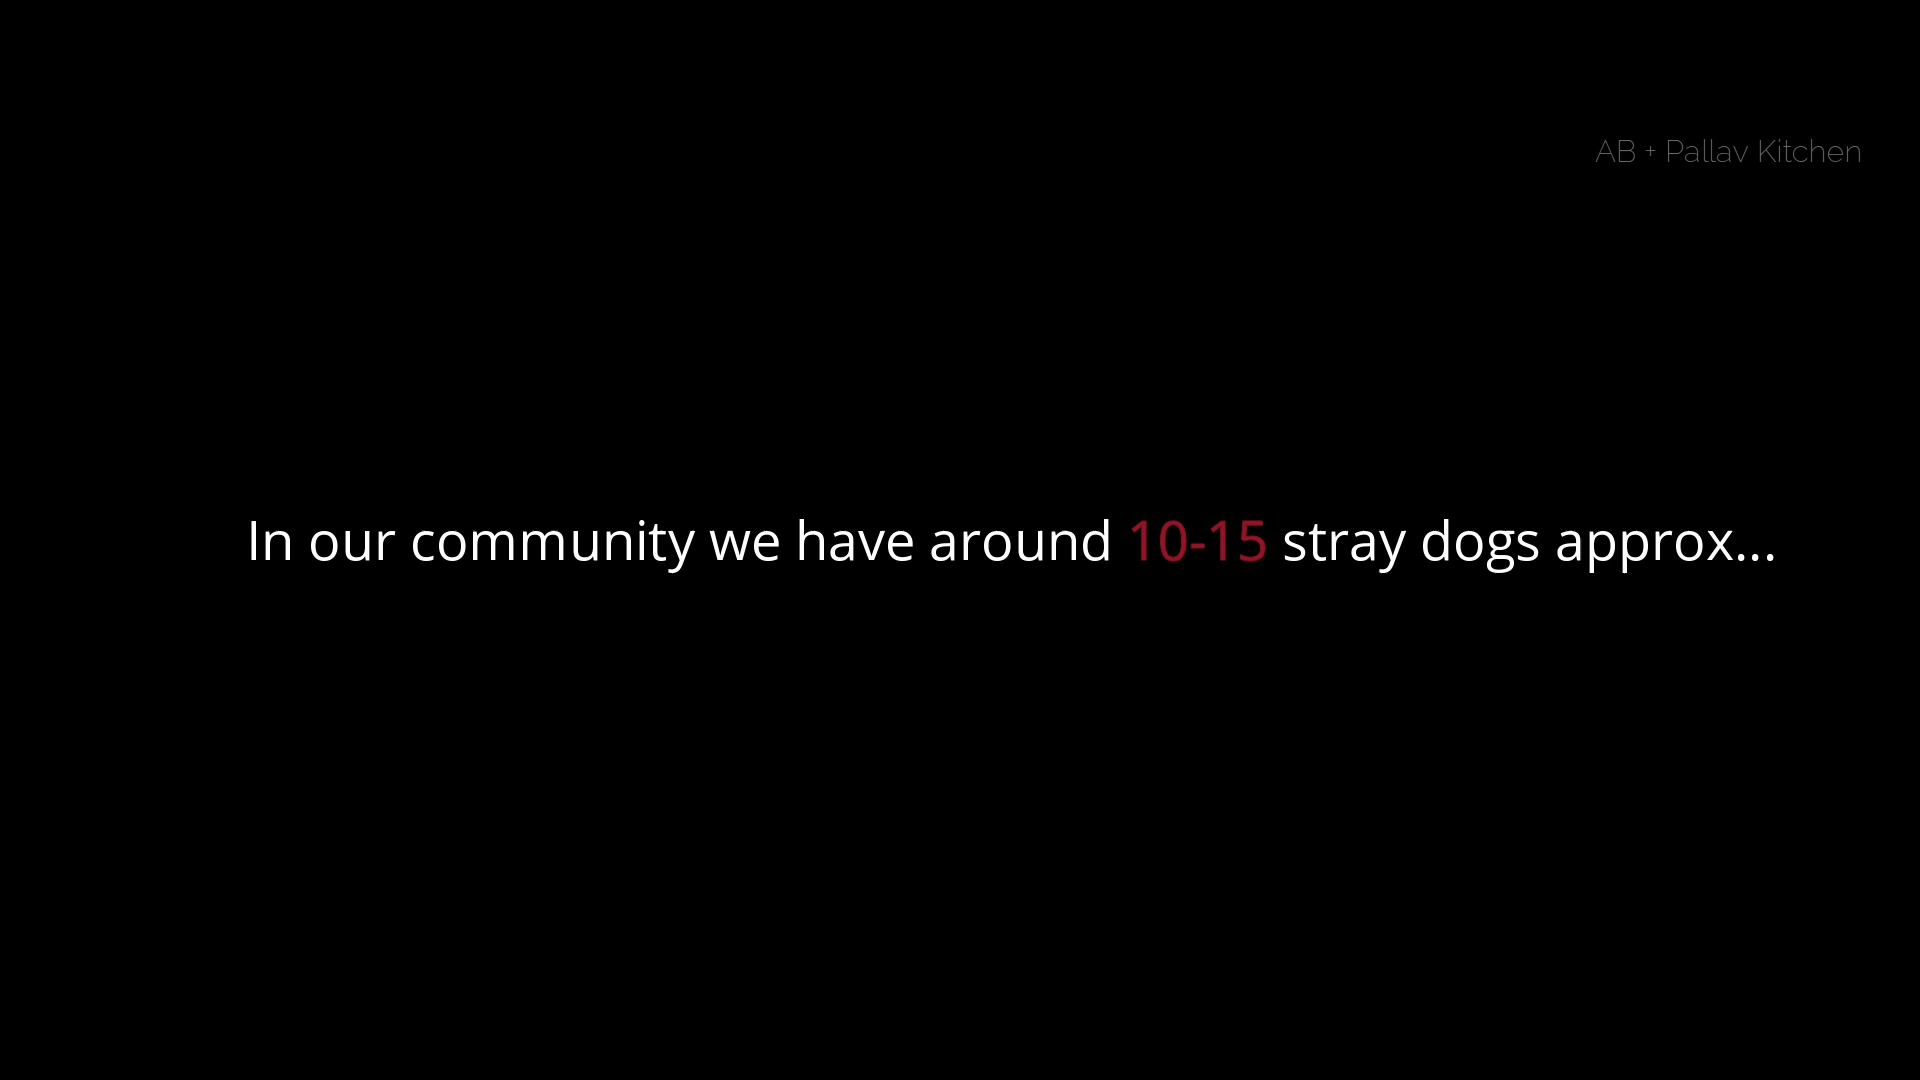 AB + Pallav Kitchen
In our community we have around 10-15 stray dogs approx...